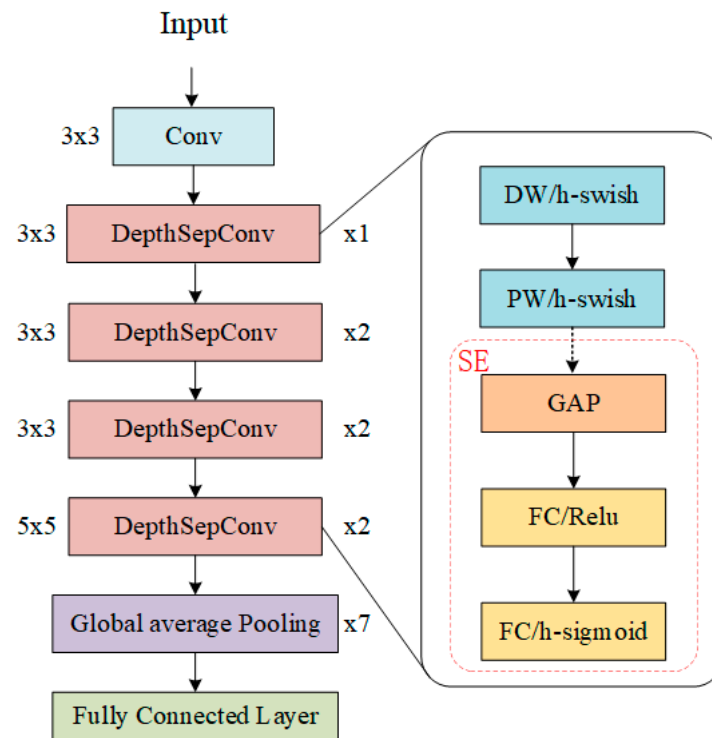 Input
3x3 Conv
3x3 DepthSepConv x1
3x3 DepthSepConv x2
3x3 DepthSepConv x2
5x5 DepthSepConv x2
Global average Pooling x7
Fully Connected Layer
DW/h-swish
PW/h-swish
SE
GAP
FC/Relu
FC/h-sigmoid